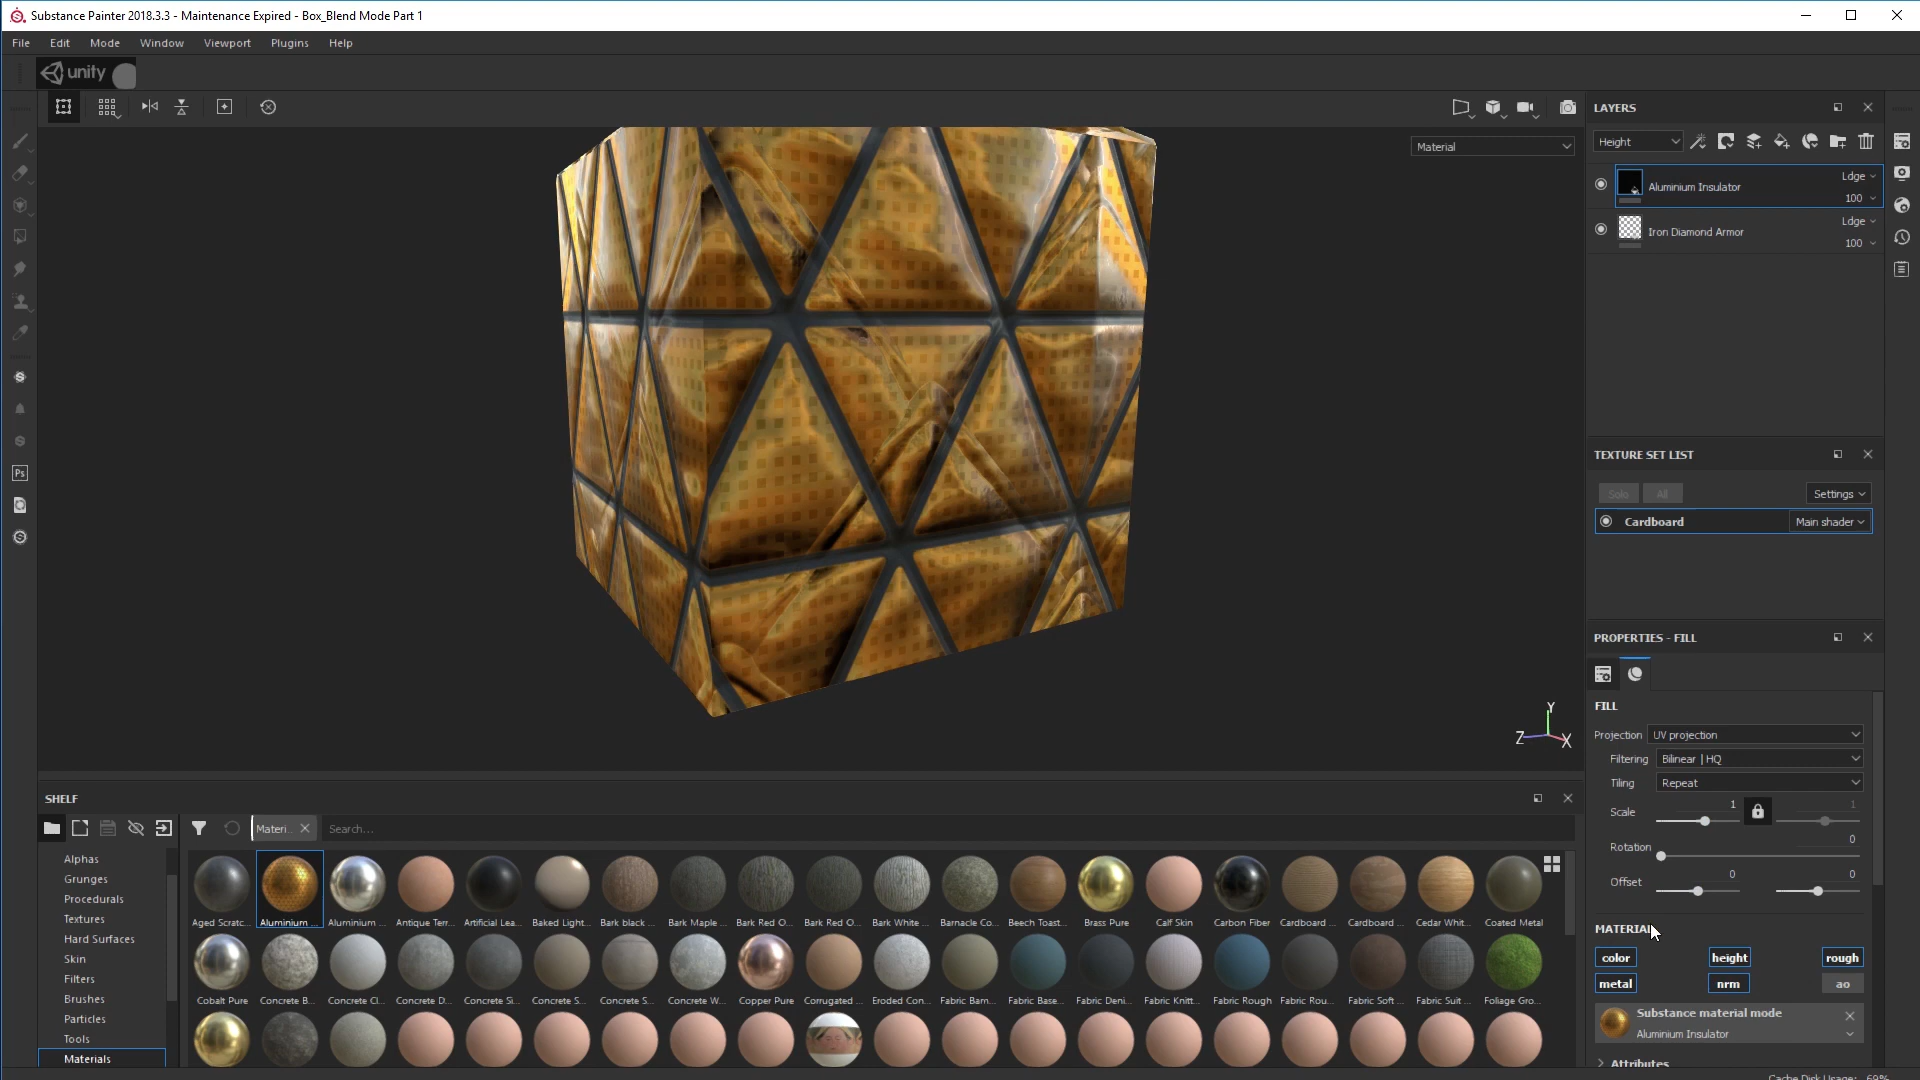 Substance Painter 2018.3.3 - Maintenance Expired - Box_Blend Mode Part 1
File Edit Mode Window Viewport Plugins Help
unity
Material
LAYERS
Height
Aluminium Insulator Ldge 100
Iron Diamond Armor Ldge 100
TEXTURE SET LIST
Solo All Settings
Cardboard Main shader
PROPERTIES - FILL
FILL
Projection UV projection
Filtering Bilinear | HQ
Tiling Repeat
Scale 1 1
Rotation 0
Offset 0 0
MATERIAL
color height rough
metal nrm ao
Substance material mode
Aluminium Insulator
Attributes
Cache Disk Usage: 69%
Y
Z X
Ps
SHELF
Materi.. Search...
Alphas
Grunges
Procedurals
Textures
Hard Surfaces
Skin
Filters
Brushes
Particles
Tools
Materials
Aged Scratc... Aluminium ... Aluminium ... Antique Terr... Artificial Lea... Baked Light... Bark black ... Bark Maple ... Bark Red O... Bark Red O... Bark White ... Barnacle Co... Beech Toast... Brass Pure Calf Skin Carbon Fiber Cardboard ... Cardboard ... Cedar Whit... Coated Metal
Cobalt Pure Concrete B... Concrete Cl... Concrete D... Concrete Si... Concrete S... Concrete S... Concrete W... Copper Pure Corrugated ... Eroded Con... Fabric Barn... Fabric Base... Fabric Deni... Fabric Knitt... Fabric Rough Fabric Rou... Fabric Soft ... Fabric Suit ... Foliage Gro...